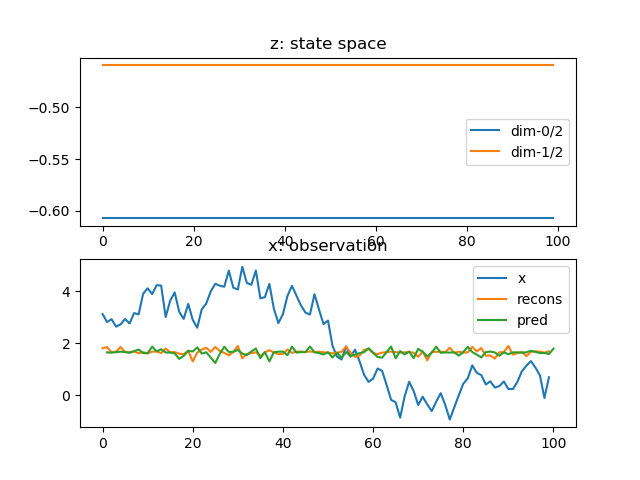 z: state space
−0.50
−0.55
−0.60
dim-0/2
dim-1/2
0 20 40 60 80 100
x: observation
4
2
0
x
recons
pred
0 20 40 60 80 100